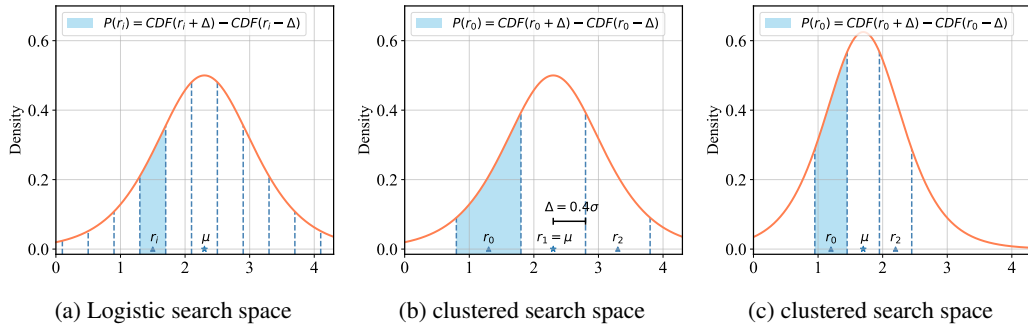 P(r_i) = CDF(r_i + Δ) − CDF(r_i − Δ)
0.6
0.4
0.2
0.0
Density
r_i
μ
0 1 2 3 4
(a) Logistic search space
P(r_0) = CDF(r_0 + Δ) − CDF(r_0 − Δ)
0.6
0.4
0.2
0.0
Density
Δ = 0.4σ
r_0
r_1 = μ
r_2
0 1 2 3 4
(b) clustered search space
P(r_0) = CDF(r_0 + Δ) − CDF(r_0 − Δ)
0.6
0.4
0.2
0.0
Density
r_0
μ
r_2
0 1 2 3 4
(c) clustered search space